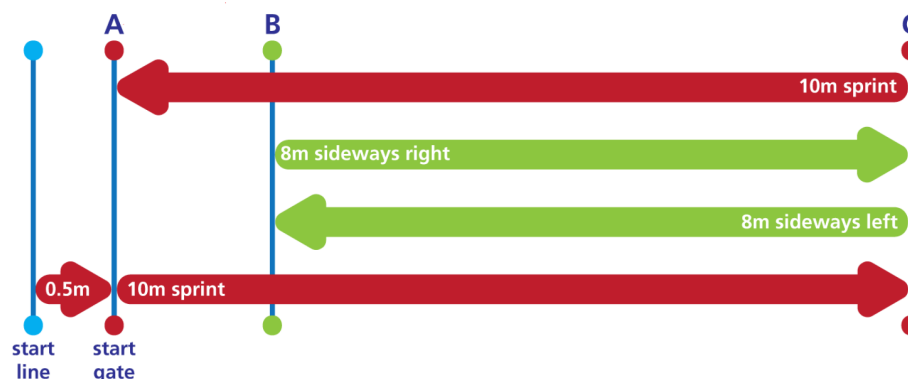 A
B
C
10m sprint
8m sideways right
8m sideways left
0.5m
10m sprint
start
line
start
gate